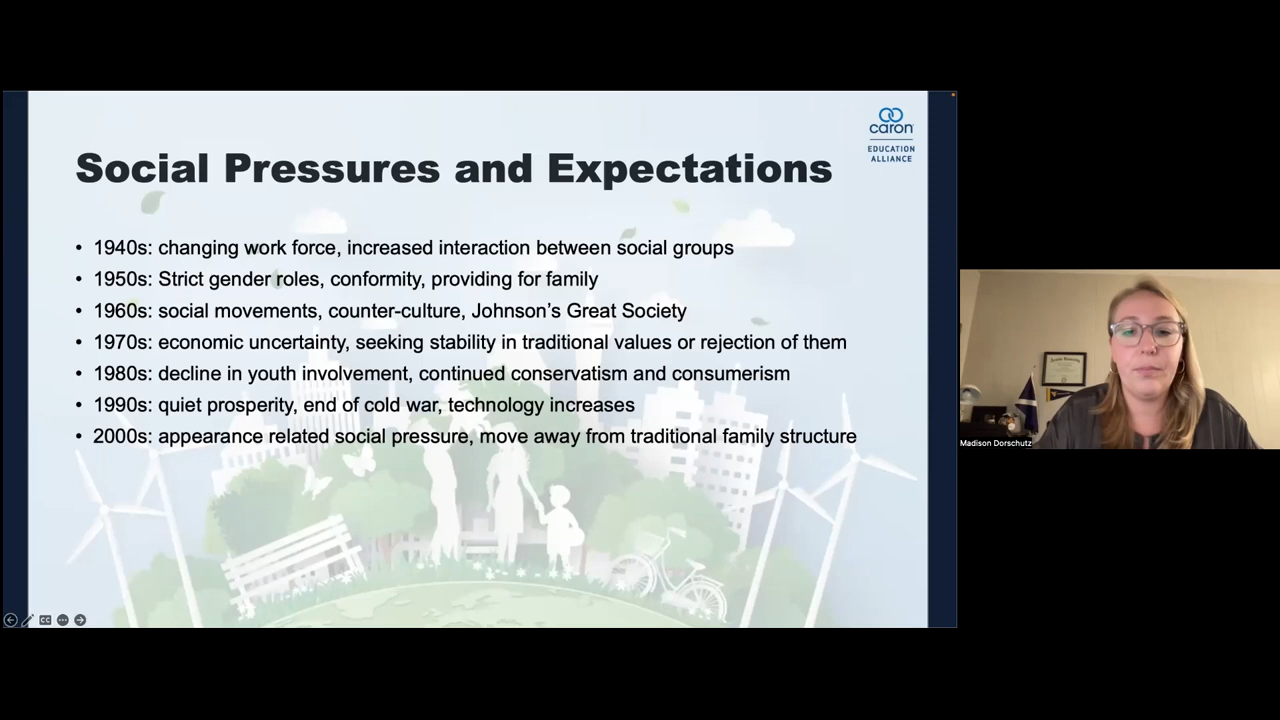 caron
EDUCATION
ALLIANCE
Social Pressures and Expectations
• 1940s: changing work force, increased interaction between social groups
• 1950s: Strict gender roles, conformity, providing for family
• 1960s: social movements, counter-culture, Johnson’s Great Society
• 1970s: economic uncertainty, seeking stability in traditional values or rejection of them
• 1980s: decline in youth involvement, continued conservatism and consumerism
• 1990s: quiet prosperity, end of cold war, technology increases
• 2000s: appearance related social pressure, move away from traditional family structure
CC
Madison Dorschutz